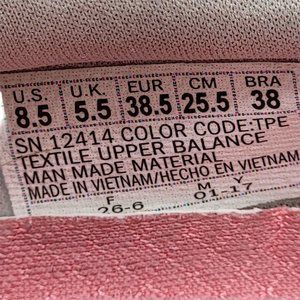 U.S. U.K. EUR CM BRA
8.5 5.5 38.5 25.5 38
SN 12414 COLOR CODE:TPE
TEXTILE UPPER BALANCE
MAN MADE MATERIAL
MADE IN VIETNAM/HECHO EN VIETNAM
F M Y
26-6 01-17